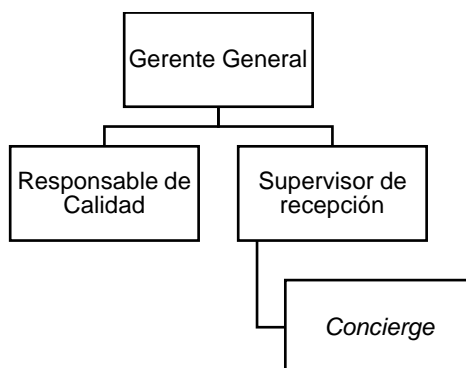 Gerente General
Responsable de
Calidad
Supervisor de
recepción
Concierge